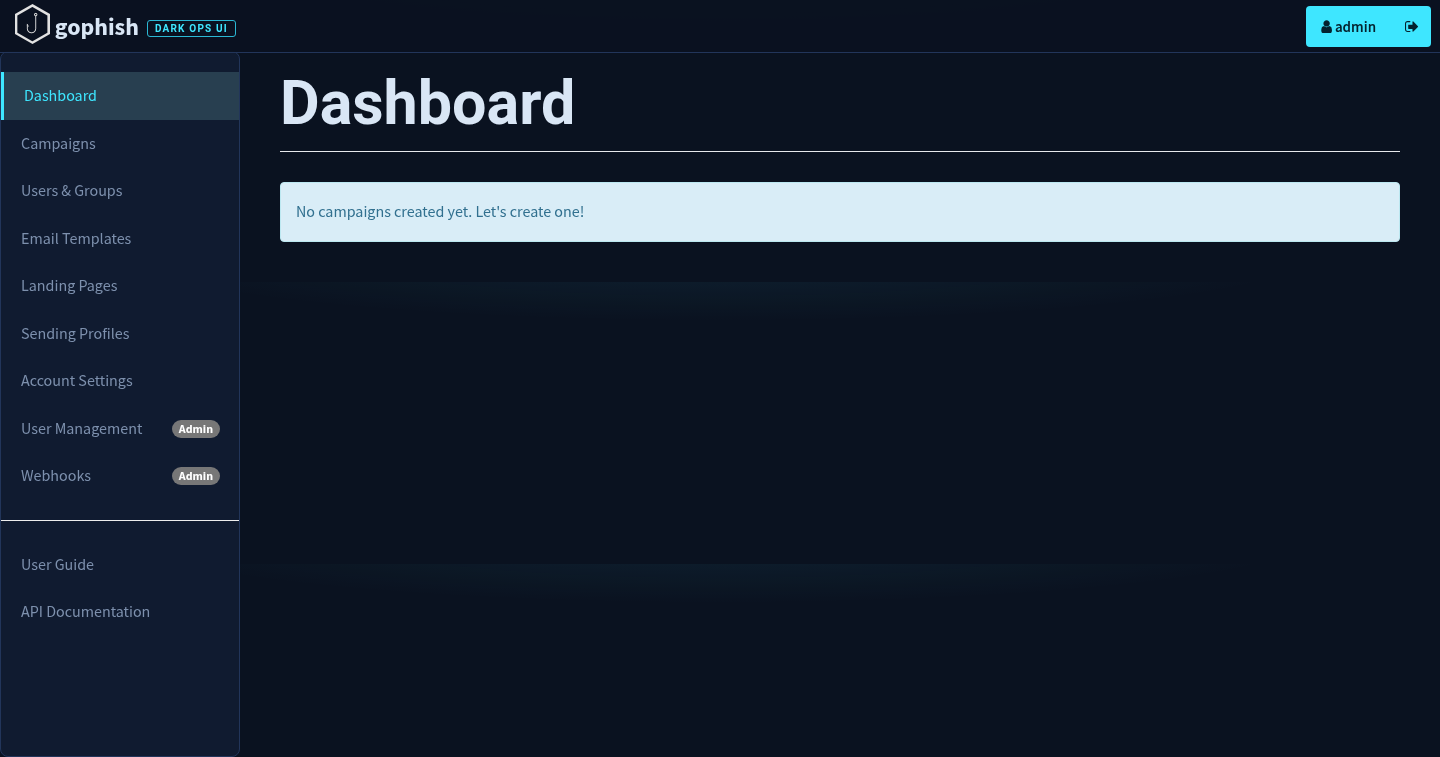 gophish DARK OPS UI
admin
Dashboard
Campaigns
Users & Groups
Email Templates
Landing Pages
Sending Profiles
Account Settings
User Management Admin
Webhooks Admin
User Guide
API Documentation
Dashboard
No campaigns created yet. Let's create one!